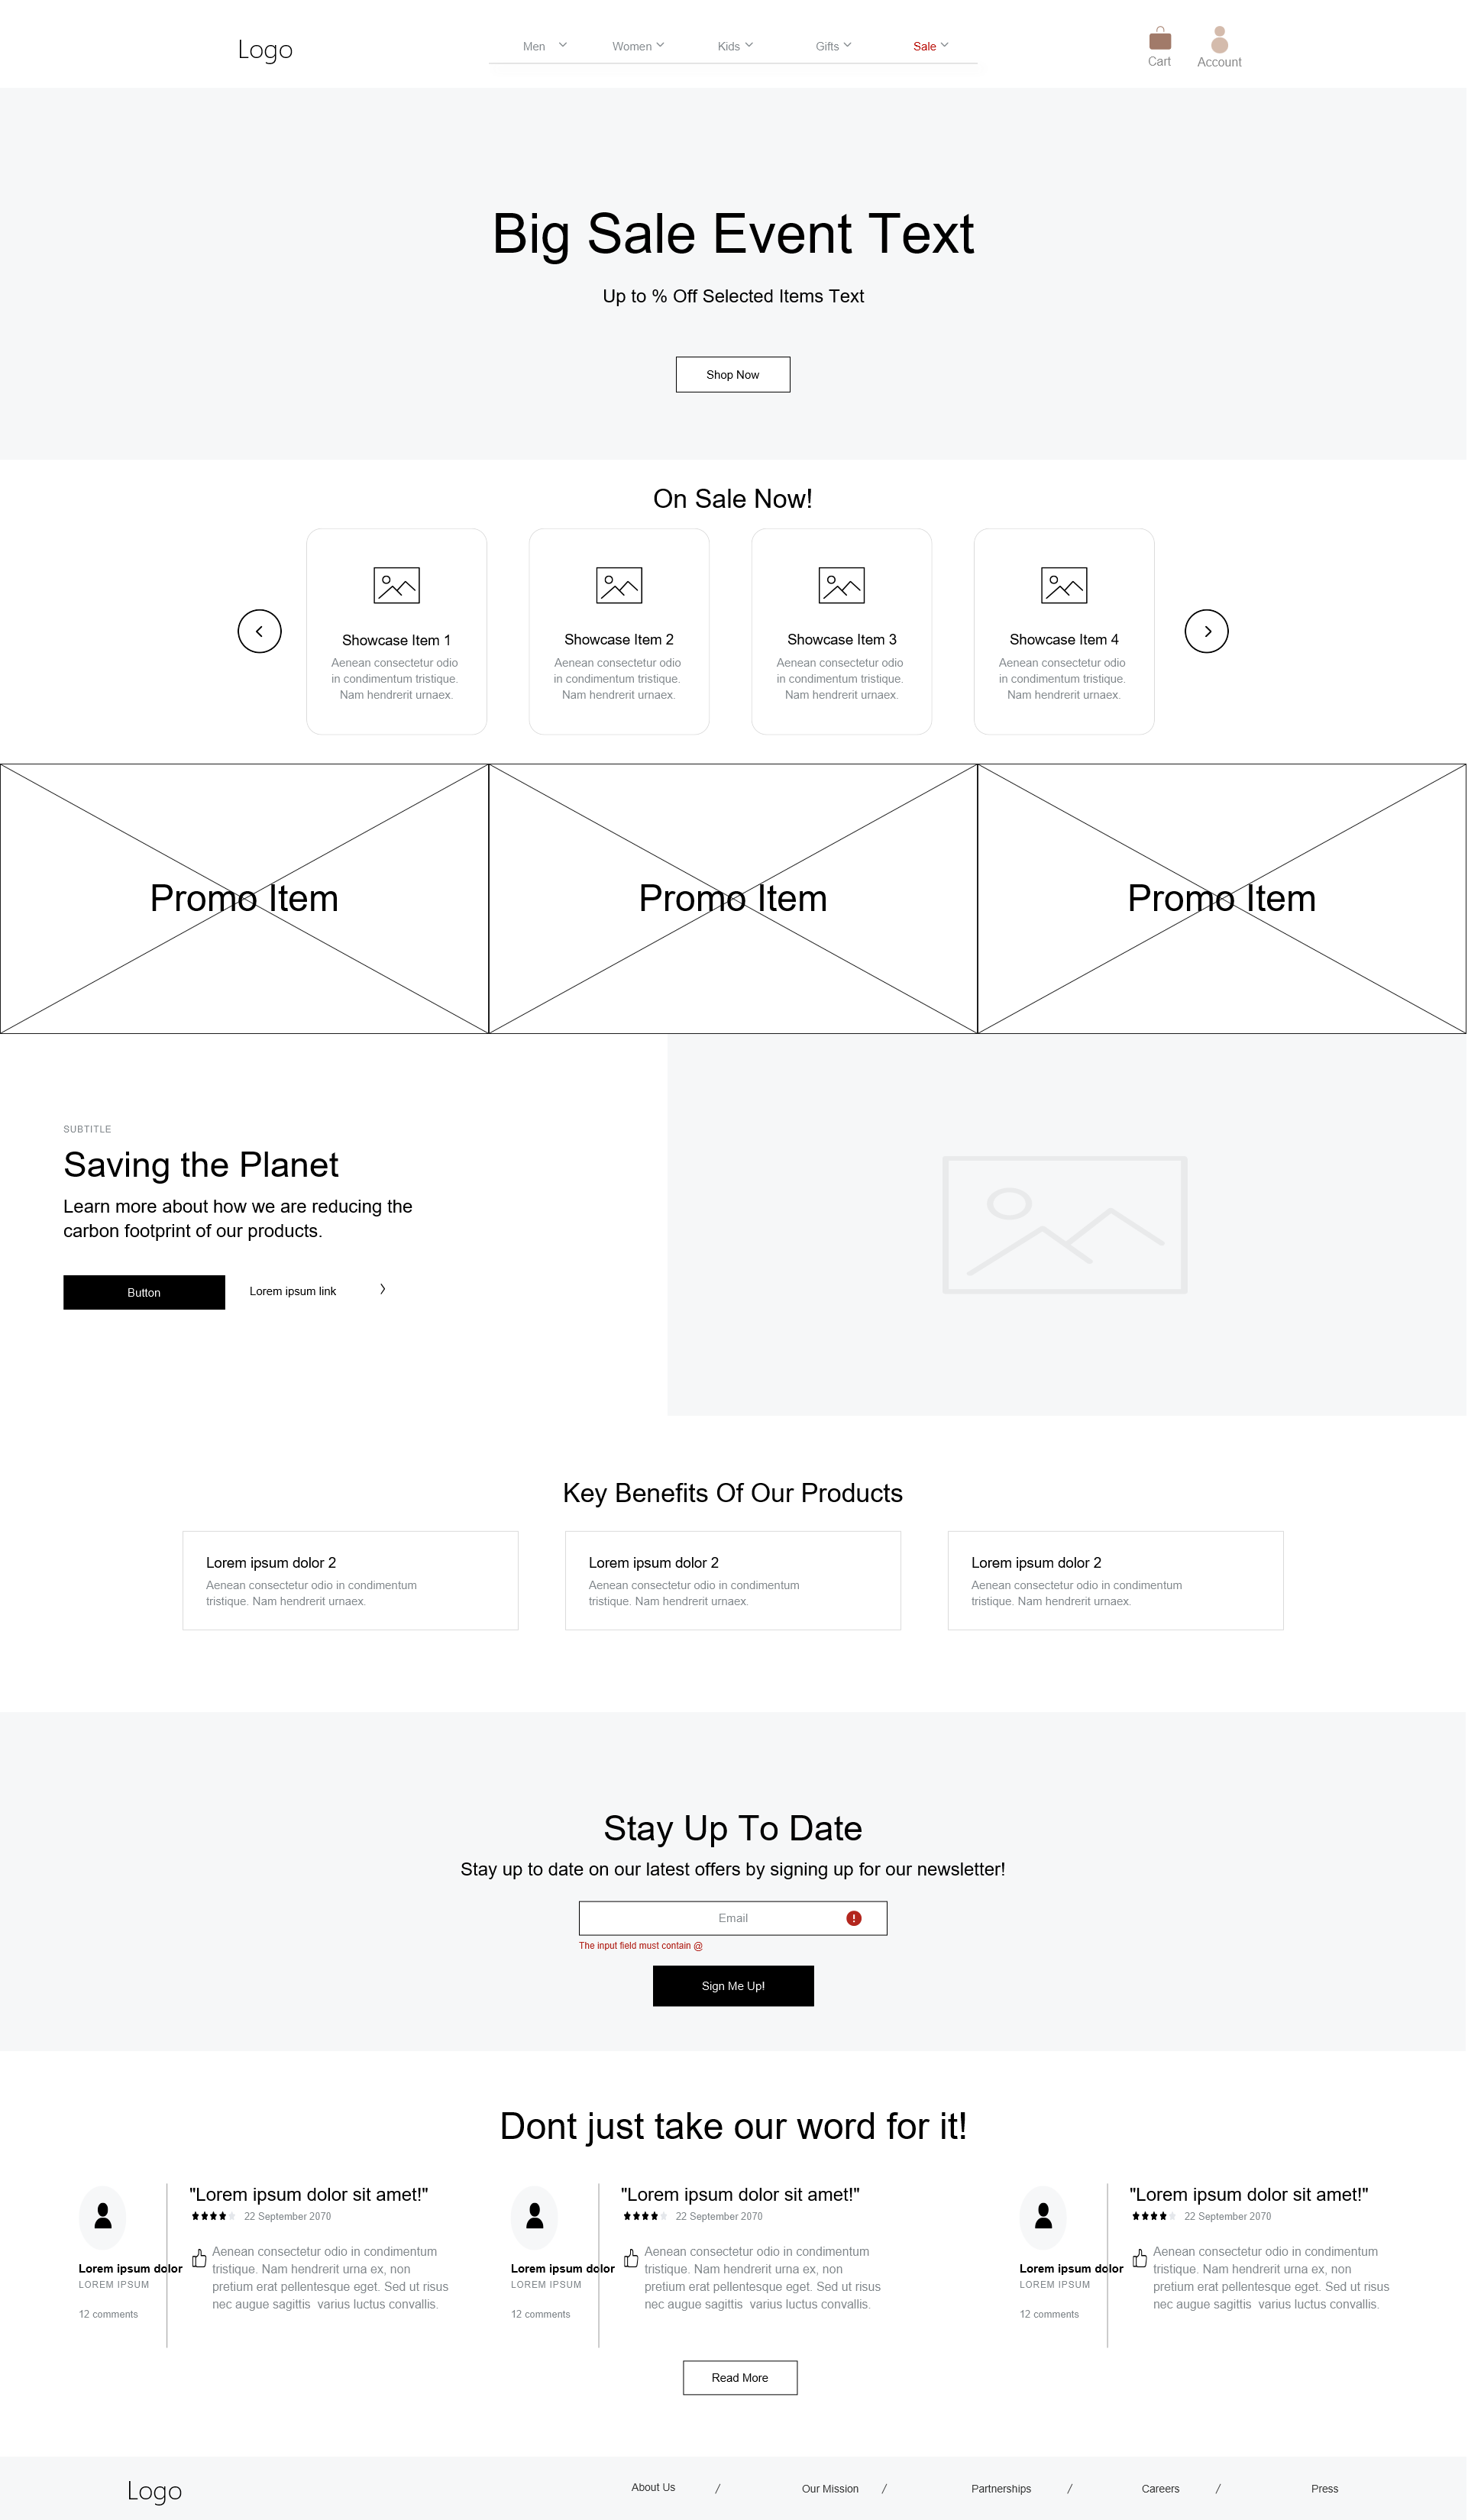 Logo
Men
Women
Kids
Gifts
Sale
Cart
Account
Big Sale Event Text
Up to % Off Selected Items Text
Shop Now
On Sale Now!
Showcase Item 1
Aenean consectetur odio
in condimentum tristique.
Nam hendrerit urnaex.
Showcase Item 2
Aenean consectetur odio
in condimentum tristique.
Nam hendrerit urnaex.
Showcase Item 3
Aenean consectetur odio
in condimentum tristique.
Nam hendrerit urnaex.
Showcase Item 4
Aenean consectetur odio
in condimentum tristique.
Nam hendrerit urnaex.
Promo Item
Promo Item
Promo Item
SUBTITLE
Saving the Planet
Learn more about how we are reducing the
carbon footprint of our products.
Button
Lorem ipsum link
Key Benefits Of Our Products
Lorem ipsum dolor 2
Aenean consectetur odio in condimentum
tristique. Nam hendrerit urnaex.
Lorem ipsum dolor 2
Aenean consectetur odio in condimentum
tristique. Nam hendrerit urnaex.
Lorem ipsum dolor 2
Aenean consectetur odio in condimentum
tristique. Nam hendrerit urnaex.
Stay Up To Date
Stay up to date on our latest offers by signing up for our newsletter!
Email
The input field must contain @
Sign Me Up!
Dont just take our word for it!
Lorem ipsum dolor
LOREM IPSUM
12 comments
"Lorem ipsum dolor sit amet!"
22 September 2070
Aenean consectetur odio in condimentum
tristique. Nam hendrerit urna ex, non
pretium erat pellentesque eget. Sed ut risus
nec augue sagittis  varius luctus convallis.
Lorem ipsum dolor
LOREM IPSUM
12 comments
"Lorem ipsum dolor sit amet!"
22 September 2070
Aenean consectetur odio in condimentum
tristique. Nam hendrerit urna ex, non
pretium erat pellentesque eget. Sed ut risus
nec augue sagittis  varius luctus convallis.
Lorem ipsum dolor
LOREM IPSUM
12 comments
"Lorem ipsum dolor sit amet!"
22 September 2070
Aenean consectetur odio in condimentum
tristique. Nam hendrerit urna ex, non
pretium erat pellentesque eget. Sed ut risus
nec augue sagittis  varius luctus convallis.
Read More
Logo
About Us / Our Mission / Partnerships / Careers / Press